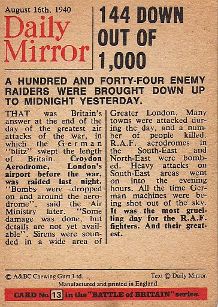 August 16th, 1940
Daily
Mirror
144 DOWN
OUT OF
1,000
A HUNDRED AND FORTY-FOUR ENEMY
RAIDERS WERE BROUGHT DOWN UP
TO MIDNIGHT YESTERDAY.
THAT was Britain's
answer at the end of the
day of the greatest air
attacks of the war, in
which the German
"blitz" swept the length
of Britain. Croydon
Aerodrome, London's
airport before the war,
was raided last night.
"Bombs were dropped
on and around the aero-
drome", said the Air
Ministry later. "Some
damage was done, but
details are not yet avail-
able". Sirens were soun-
ded in a wide area of
Greater London. Many
towns were attacked dur-
ing the day, and a num-
ber of people killed.
R.A.F. aerodromes in
the South-East and
North-East were bomb-
ed. Heavy attacks on
South-East areas went
on into the evening
hours. All the time Ger-
man machines were be-
ing shot out of the sky.
It was the most gruel-
ling day for the R.A.F.
fighters. And their great-
est.
© A&BC Chewing Gum Ltd.
Text © Daily Mirror.
Manufactured and printed in England.
CARD No. 13 in the "BATTLE OF BRITAIN" series.